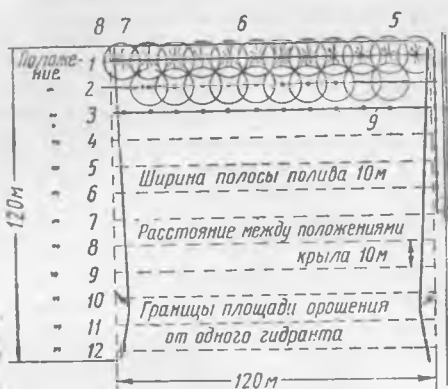 8 7 6 5
Положе-
ние 1
" 2
" 3
9
" 4
" 5
Ширина полосы полива 10м
" 6
" 7
Расстояние между положениями
" 8
крыла 10м
" 9
" 10
Границы площади орошения
" 11
от одного гидранта
" 12
120м
120м